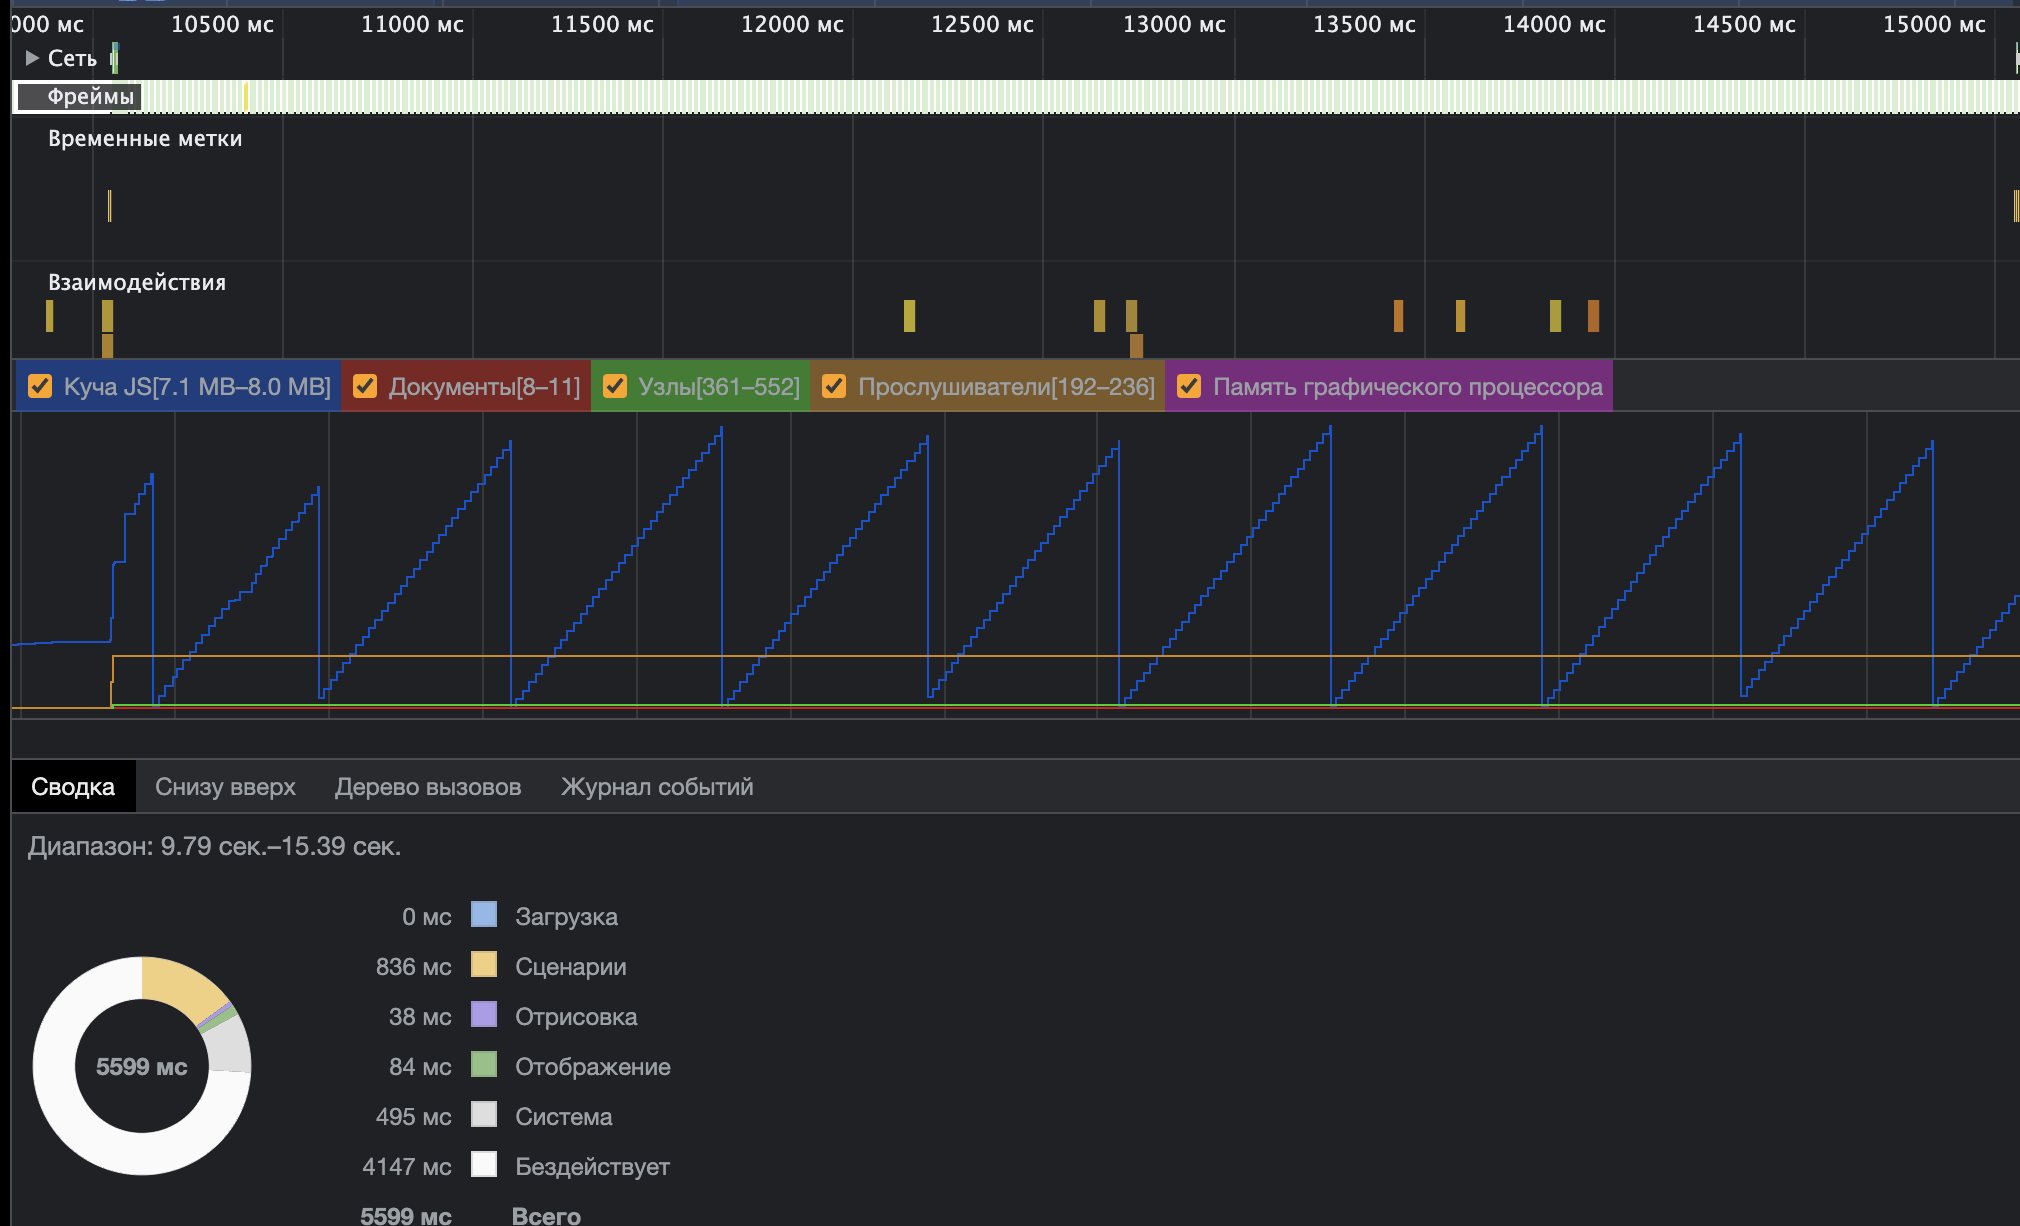 000 мс 10500 мс 11000 мс 11500 мс 12000 мс 12500 мс 13000 мс 13500 мс 14000 мс 14500 мс 15000 мс
Сеть
Фреймы
Временные метки
Взаимодействия
Куча JS[7.1 MB–8.0 MB] Документы[8–11] Узлы[361–552] Прослушиватели[192–236] Память графического процессора
Сводка Снизу вверх Дерево вызовов Журнал событий
Диапазон: 9.79 сек.–15.39 сек.
0 мс Загрузка
836 мс Сценарии
38 мс Отрисовка
5599 мс
84 мс Отображение
495 мс Система
4147 мс Бездействует
5599 мс Всего